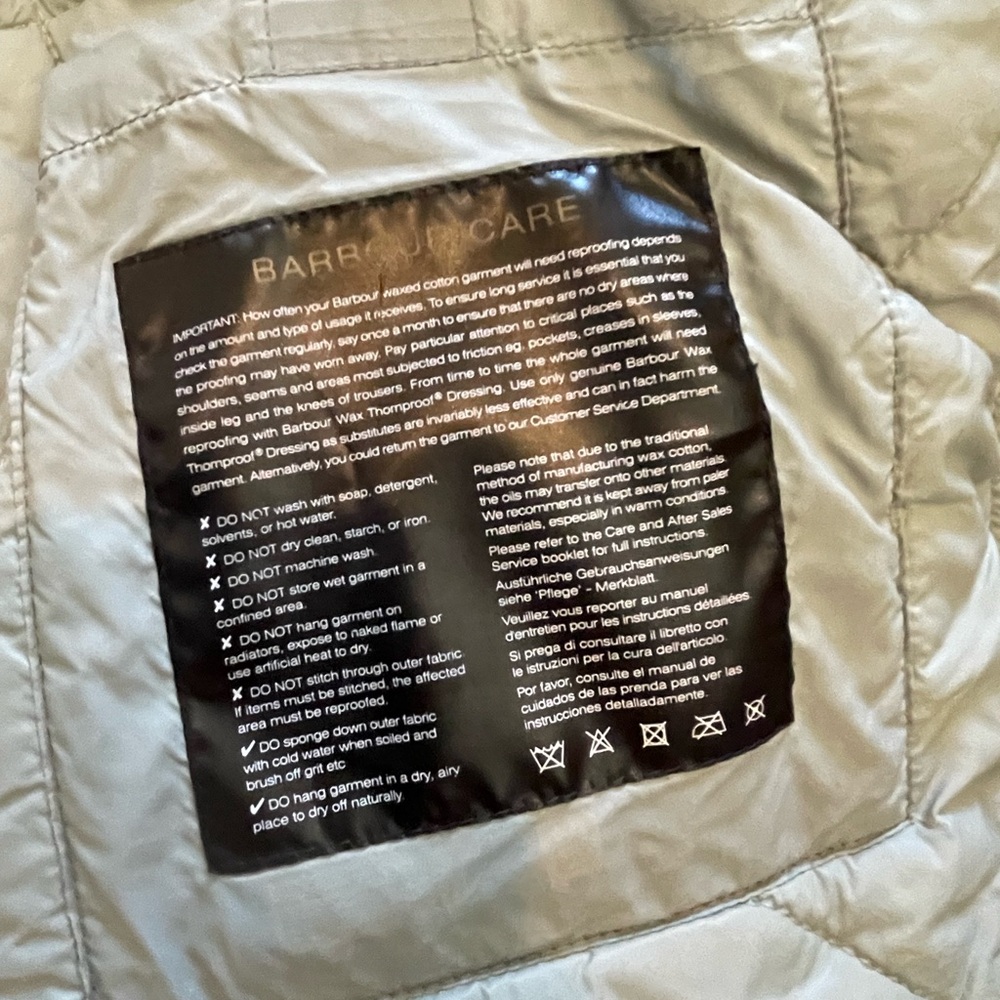 BARBOUR CARE
IMPORTANT: How often your Barbour waxed cotton garment will need reproofing depends
on the amount and type of usage it receives. To ensure long service it is essential that you
check the garment regularly, say once a month to ensure that there are no dry areas where
the proofing may have worn away. Pay particular attention to critical places such as the
shoulders, seams and areas most subjected to friction eg. pockets, creases in sleeves,
inside leg and the knees of trousers. From time to time the whole garment will need
reproofing with Barbour Wax Thornproof® Dressing. Use only genuine Barbour Wax
Thornproof® Dressing as substitutes are invariably less effective and can in fact harm the
garment. Alternatively, you could return the garment to our Customer Service Department.
✘ DO NOT wash with soap, detergent,
solvents, or hot water.
✘ DO NOT dry clean, starch, or iron.
✘ DO NOT machine wash.
✘ DO NOT store wet garment in a
confined area.
✘ DO NOT hang garment on
radiators, expose to naked flame or
use artificial heat to dry.
✘ DO NOT stitch through outer fabric.
If items must be stitched, the affected
area must be reproofed.
✔ DO sponge down outer fabric
with cold water when soiled and
brush off grit etc
✔ DO hang garment in a dry, airy
place to dry off naturally.
Please note that due to the traditional
method of manufacturing wax cotton,
the oils may transfer onto other materials.
We recommend it is kept away from paler
materials, especially in warm conditions.
Please refer to the Care and After Sales
Service booklet for full instructions.
Ausführliche Gebrauchsanweisungen
siehe 'Pflege' - Merkblatt.
Veuillez vous reporter au manuel
d'entretien pour les instructions détaillées.
Si prega di consultare il libretto con
le istruzioni per la cura dell'articolo.
Por favor, consulte el manual de
cuidados de las prenda para ver las
instrucciones detalladamente.